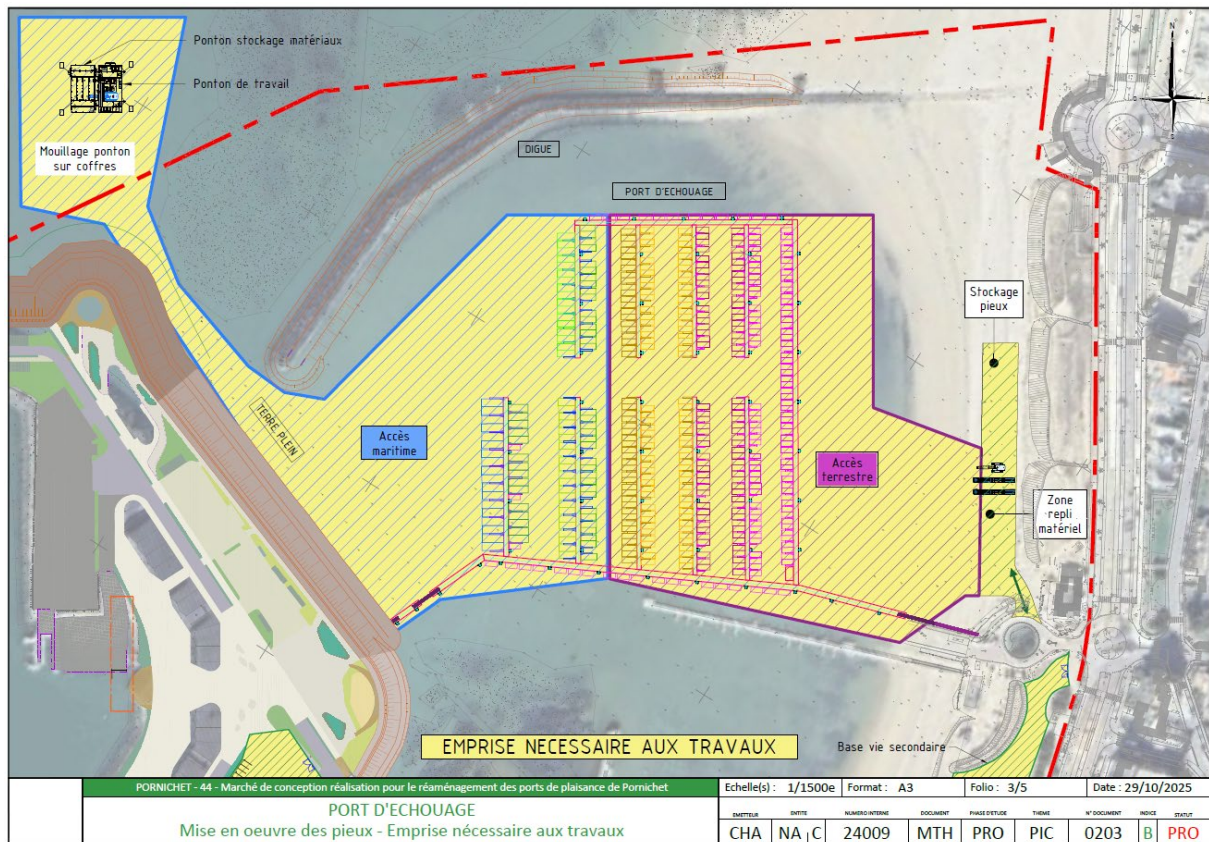 Ponton stockage matériaux
Ponton de travail
Mouillage ponton
sur coffres
DIGUE
PORT D'ECHOUAGE
N
S
Stockage
pieux
TERRE PLEIN
Accès
maritime
Accès
terrestre
Zone
repli
matériel
EMPRISE NECESSAIRE AUX TRAVAUX
Base vie secondaire
PORNICHET - 44 - Marché de conception réalisation pour le réaménagement des ports de plaisance de Pornichet
PORT D'ECHOUAGE
Mise en oeuvre des pieux - Emprise nécessaire aux travaux
Echelle(s) : 1/1500e Format : A3 Folio : 3/5 Date : 29/10/2025
EMETTEUR ENTITE NUMERO INTERNE DOCUMENT PHASE D'ETUDE THEME N° DOCUMENT INDICE STATUT
CHA NA C 24009 MTH PRO PIC 0203 B PRO